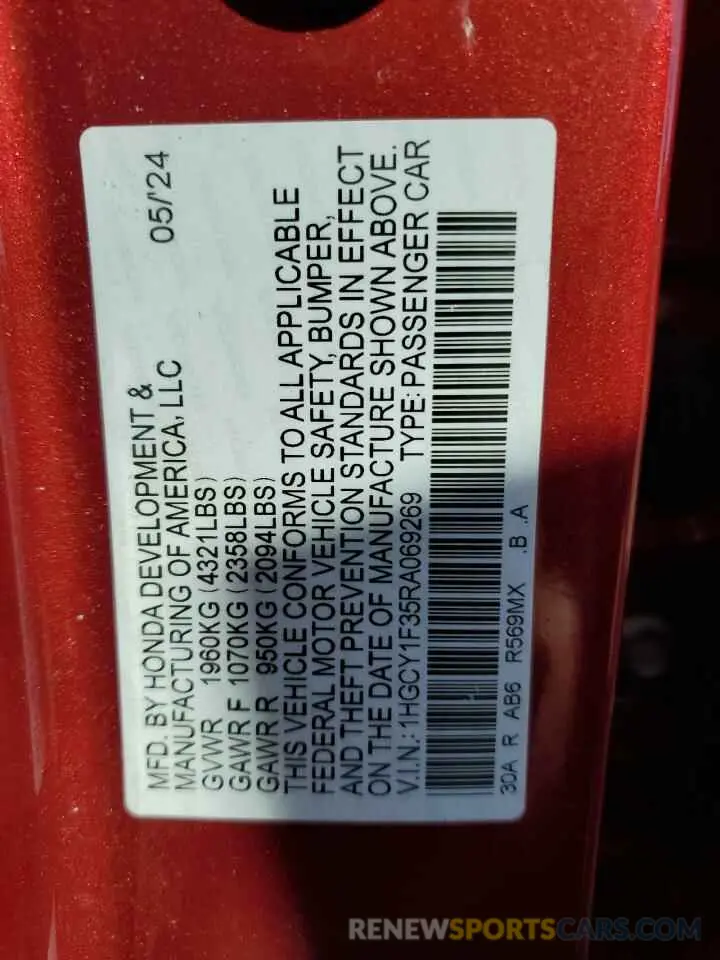 MFD. BY HONDA DEVELOPMENT &
MANUFACTURING OF AMERICA, LLC 05/'24
GVWR 1960KG (4321LBS)
GAWR F 1070KG (2358LBS)
GAWR R 950KG (2094LBS)
THIS VEHICLE CONFORMS TO ALL APPLICABLE
FEDERAL MOTOR VEHICLE SAFETY, BUMPER,
AND THEFT PREVENTION STANDARDS IN EFFECT
ON THE DATE OF MANUFACTURE SHOWN ABOVE.
V.I.N.: 1HGCY1F35RA069269 TYPE: PASSENGER CAR
30A R AB6 R569MX .B .A
RENEWSPORTSCARS.COM